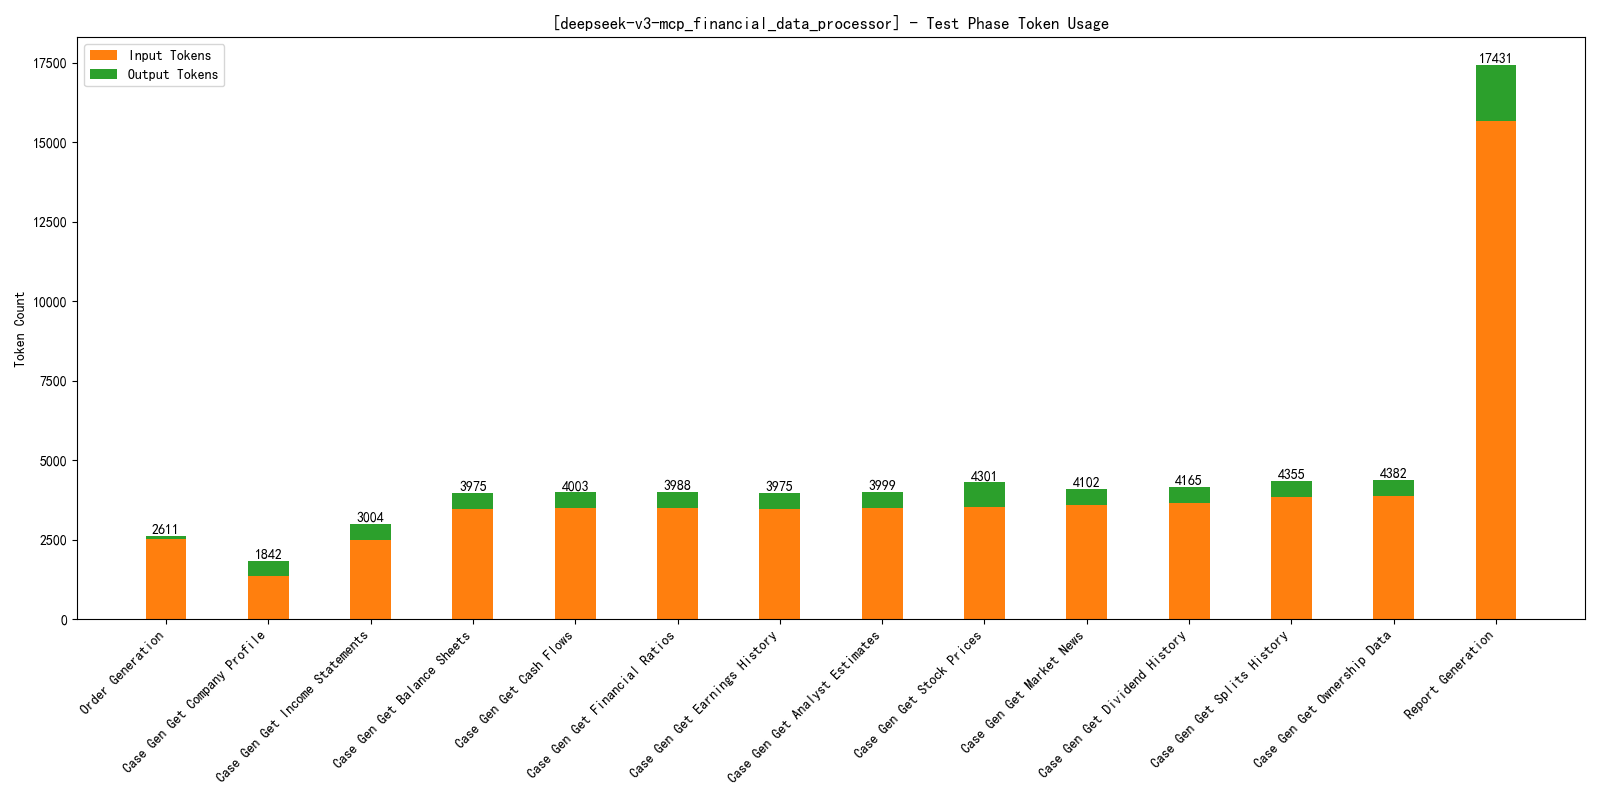 [deepseek-v3-mcp_financial_data_processor] - Test Phase Token Usage
Input Tokens
Output Tokens
Token Count
17500
15000
12500
10000
7500
5000
2500
0
2611
1842
3004
3975
4003
3988
3975
3999
4301
4102
4165
4355
4382
17431
Order Generation
Case Gen Get Company Profile
Case Gen Get Income Statements
Case Gen Get Balance Sheets
Case Gen Get Cash Flows
Case Gen Get Financial Ratios
Case Gen Get Earnings History
Case Gen Get Analyst Estimates
Case Gen Get Stock Prices
Case Gen Get Market News
Case Gen Get Dividend History
Case Gen Get Splits History
Case Gen Get Ownership Data
Report Generation